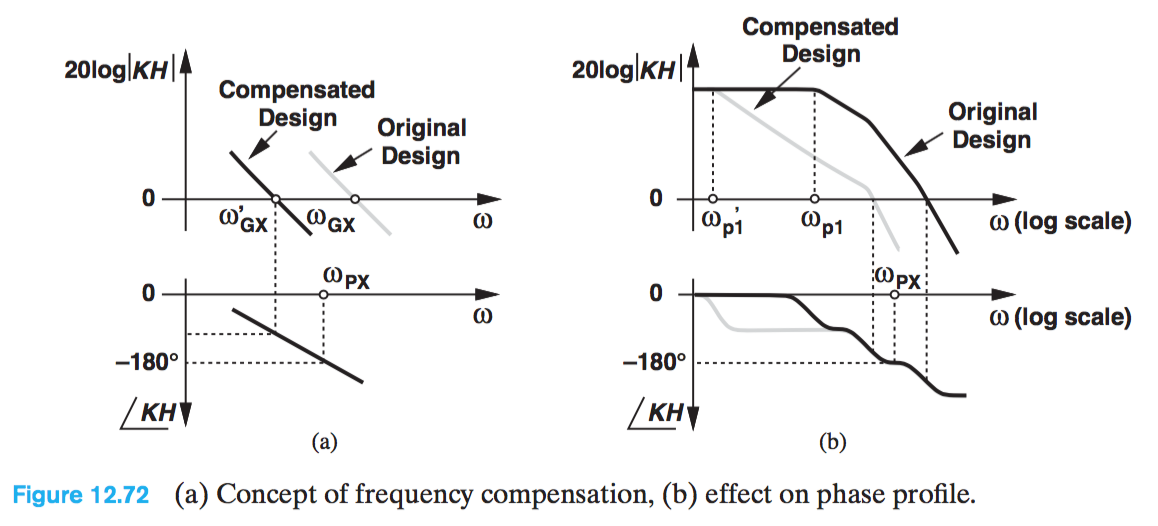 20log|KH|
Compensated
Design
Original
Design
0
ω'GX
ωGX
ω
ωPX
0
ω
−180°
∠KH
(a)
Compensated
Design
20log|KH|
Original
Design
0
ω'p1
ωp1
ω (log scale)
ωPX
0
ω (log scale)
−180°
∠KH
(b)
Figure 12.72 (a) Concept of frequency compensation, (b) effect on phase profile.